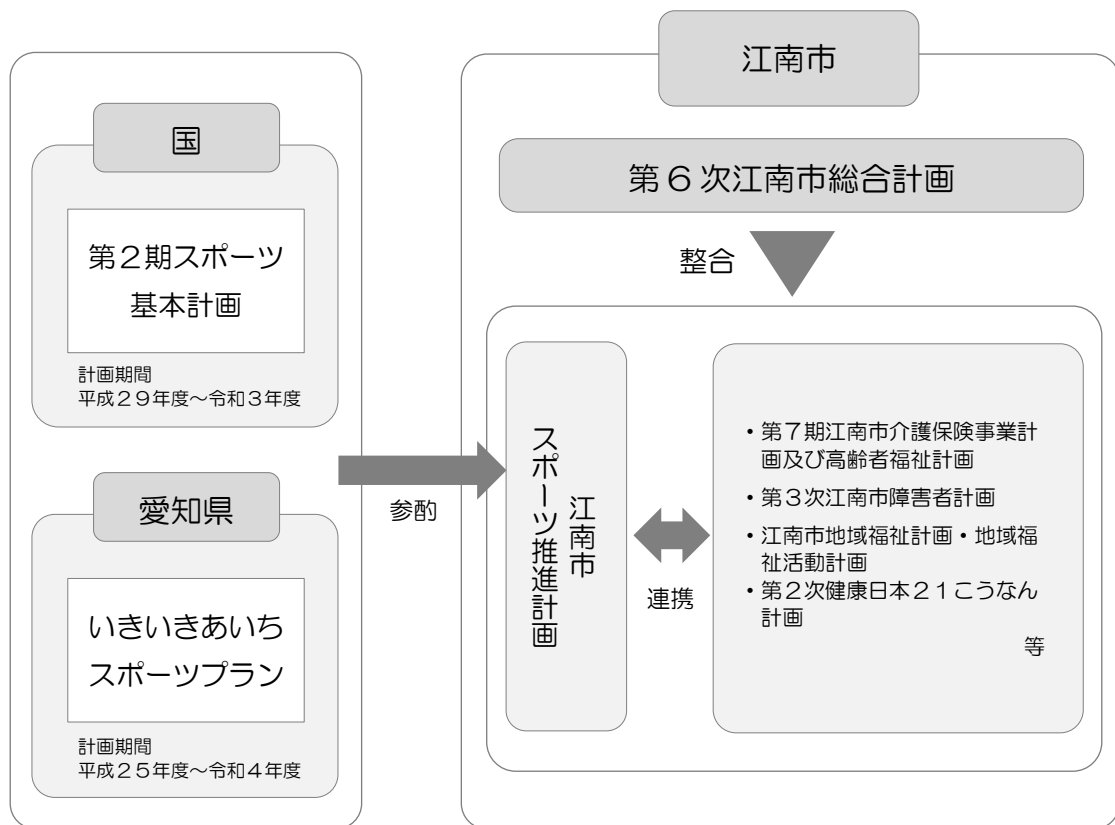 国
第２期スポーツ
基本計画
計画期間
平成２９年度～令和３年度
愛知県
いきいきあいち
スポーツプラン
計画期間
平成２５年度～令和４年度
参酌
江南市
第６次江南市総合計画
整合
江南市
スポーツ推進計画
連携
・第７期江南市介護保険事業計
画及び高齢者福祉計画
・第３次江南市障害者計画
・江南市地域福祉計画・地域福
祉活動計画
・第２次健康日本２１こうなん
計画
等